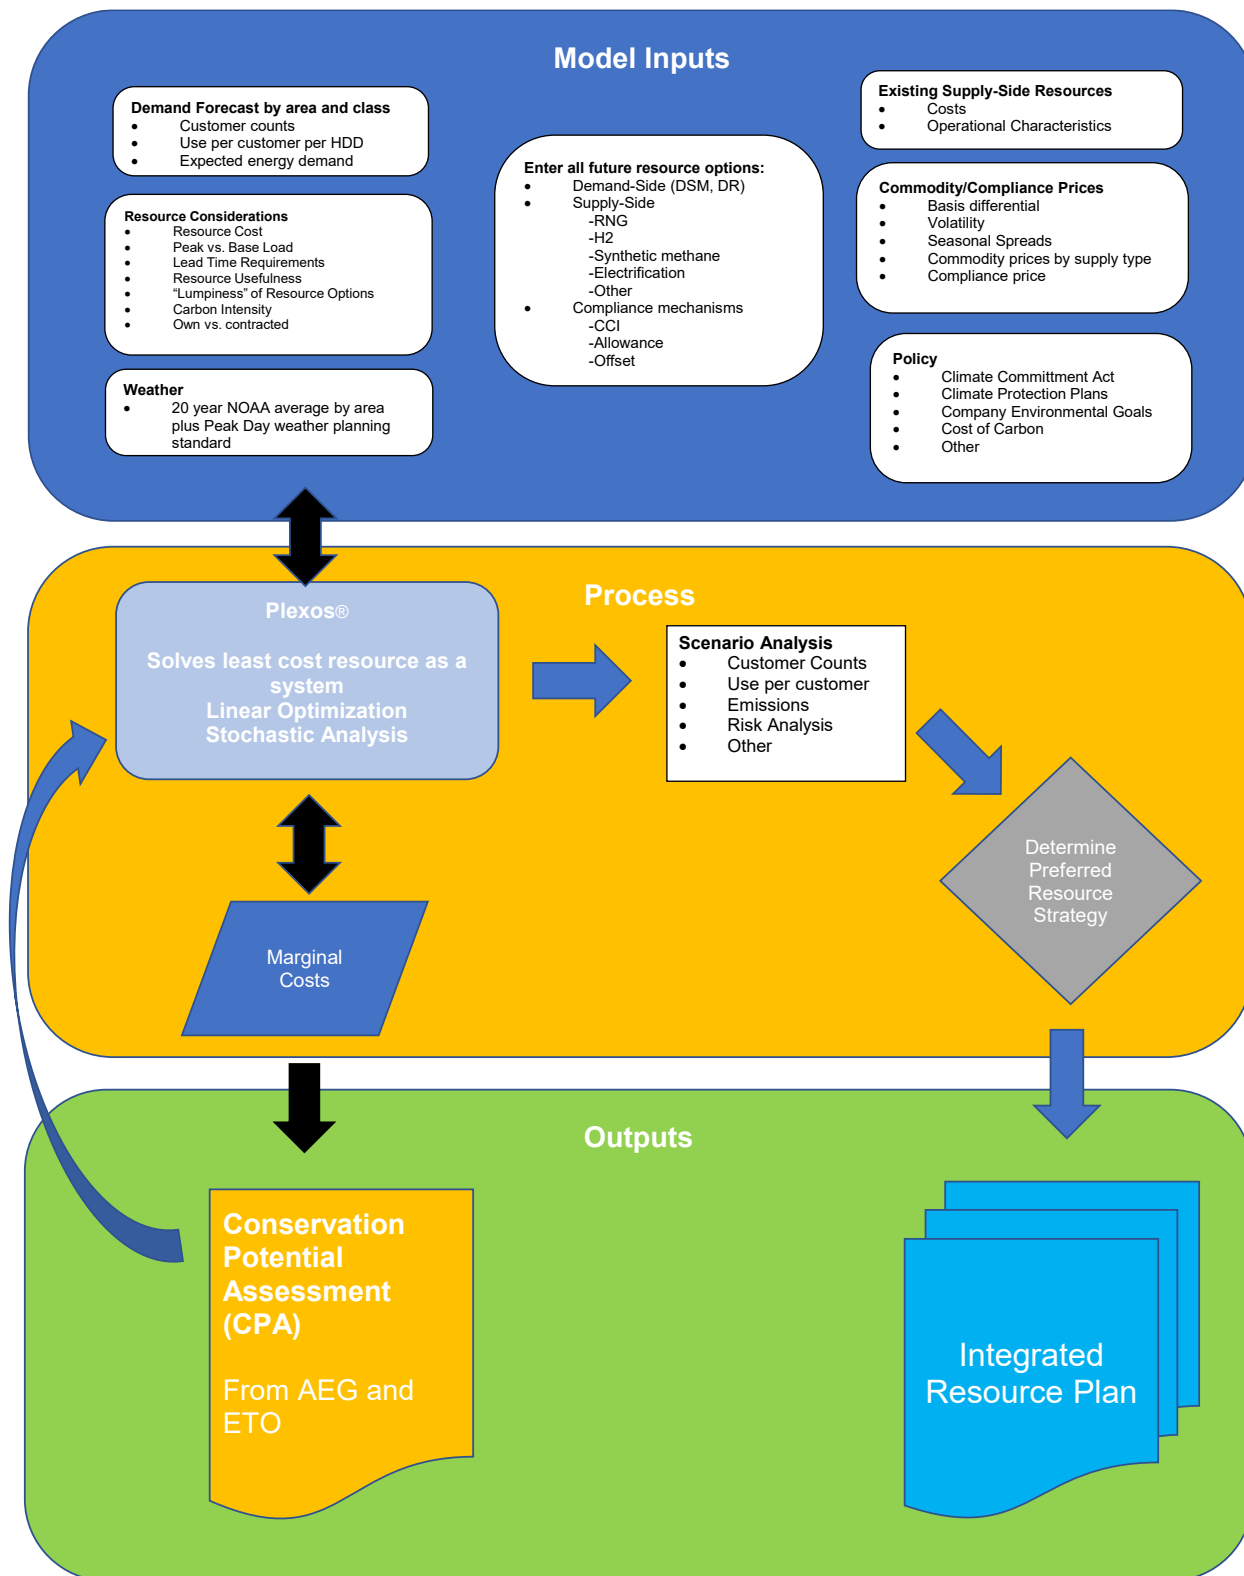 Model Inputs
Demand Forecast by area and class
• Customer counts
• Use per customer per HDD
• Expected energy demand
Resource Considerations
• Resource Cost
• Peak vs. Base Load
• Lead Time Requirements
• Resource Usefulness
• “Lumpiness” of Resource Options
• Carbon Intensity
• Own vs. contracted
Weather
• 20 year NOAA average by area
plus Peak Day weather planning
standard
Enter all future resource options:
• Demand-Side (DSM, DR)
• Supply-Side
-RNG
-H2
-Synthetic methane
-Electrification
-Other
• Compliance mechanisms
-CCI
-Allowance
-Offset
Existing Supply-Side Resources
• Costs
• Operational Characteristics
Commodity/Compliance Prices
• Basis differential
• Volatility
• Seasonal Spreads
• Commodity prices by supply type
• Compliance price
Policy
• Climate Committment Act
• Climate Protection Plans
• Company Environmental Goals
• Cost of Carbon
• Other
Process
Plexos®
Solves least cost resource as a
system
Linear Optimization
Stochastic Analysis
Scenario Analysis
• Customer Counts
• Use per customer
• Emissions
• Risk Analysis
• Other
Determine
Preferred
Resource
Strategy
Marginal
Costs
Outputs
Conservation
Potential
Assessment
(CPA)
From AEG and
ETO
Integrated
Resource Plan